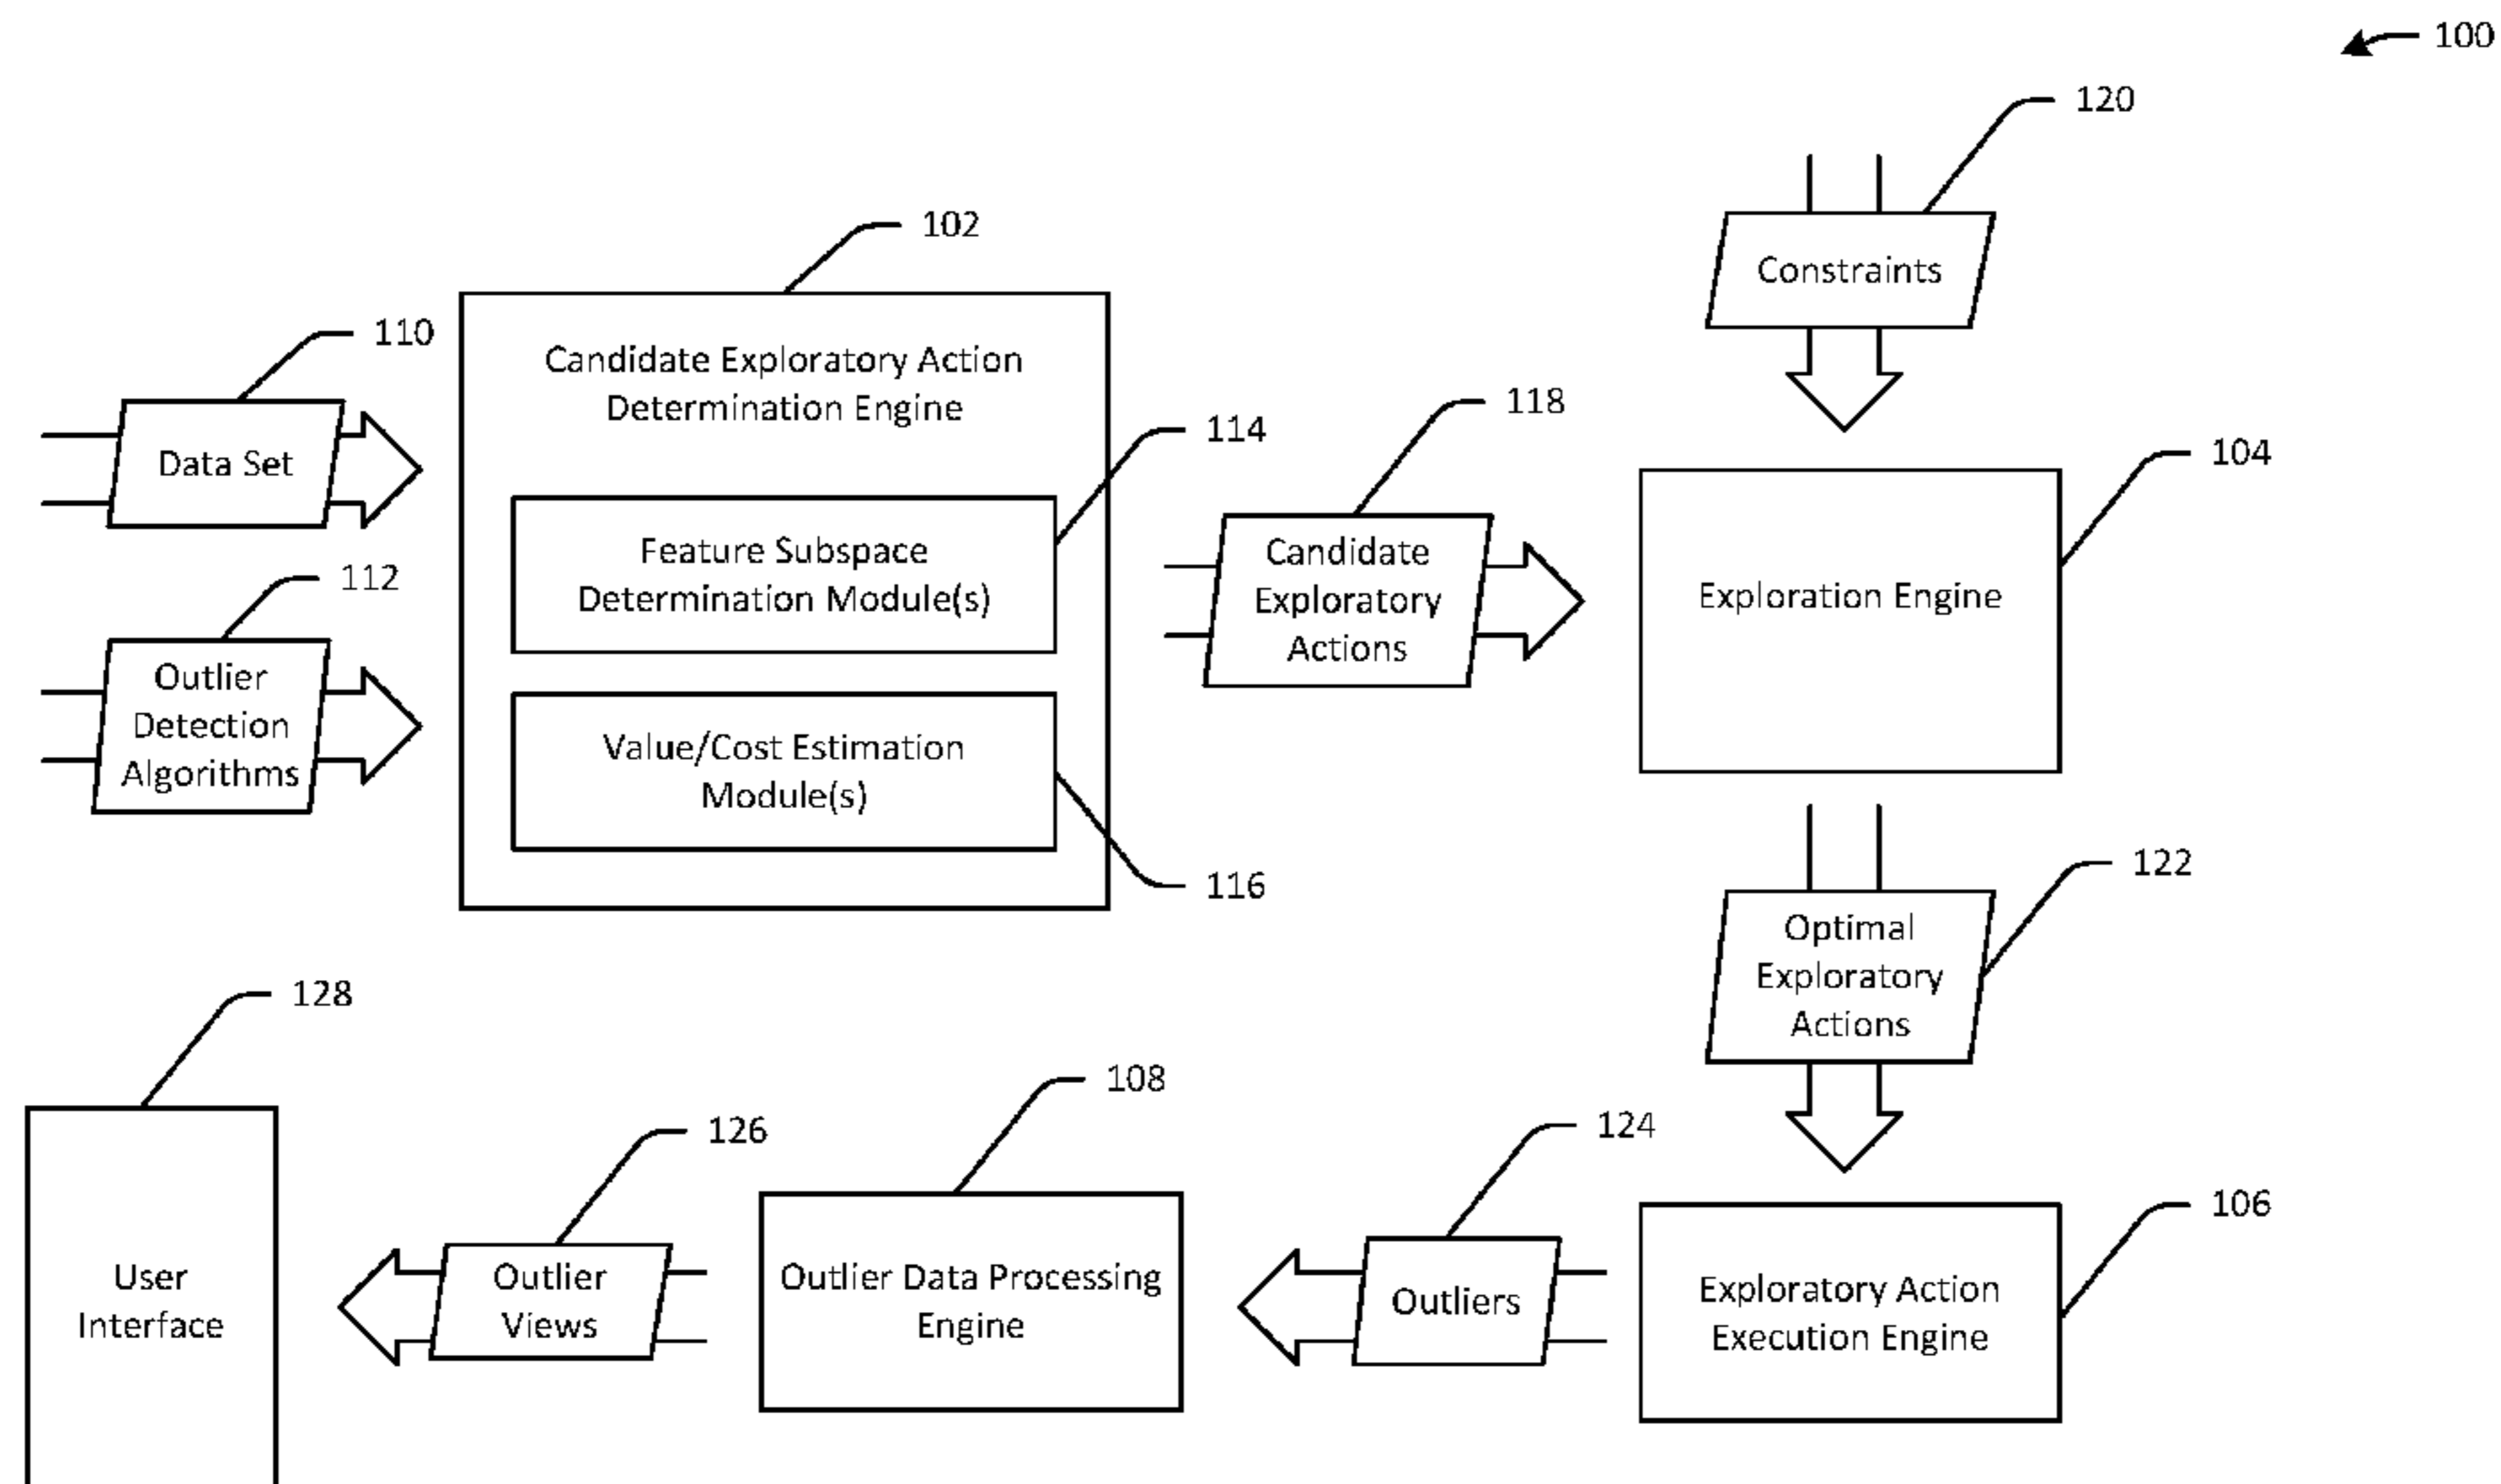 100
120
Constraints
102
110
Candidate Exploratory Action
Determination Engine
118
114
104
Data Set
Feature Subspace
Determination Module(s)
Candidate
Exploratory
Actions
Exploration Engine
112
Outlier
Detection
Algorithms
Value/Cost Estimation
Module(s)
116
122
Optimal
Exploratory
Actions
128
108
126
124
106
User
Interface
Outlier
Views
Outlier Data Processing
Engine
Outliers
Exploratory Action
Execution Engine